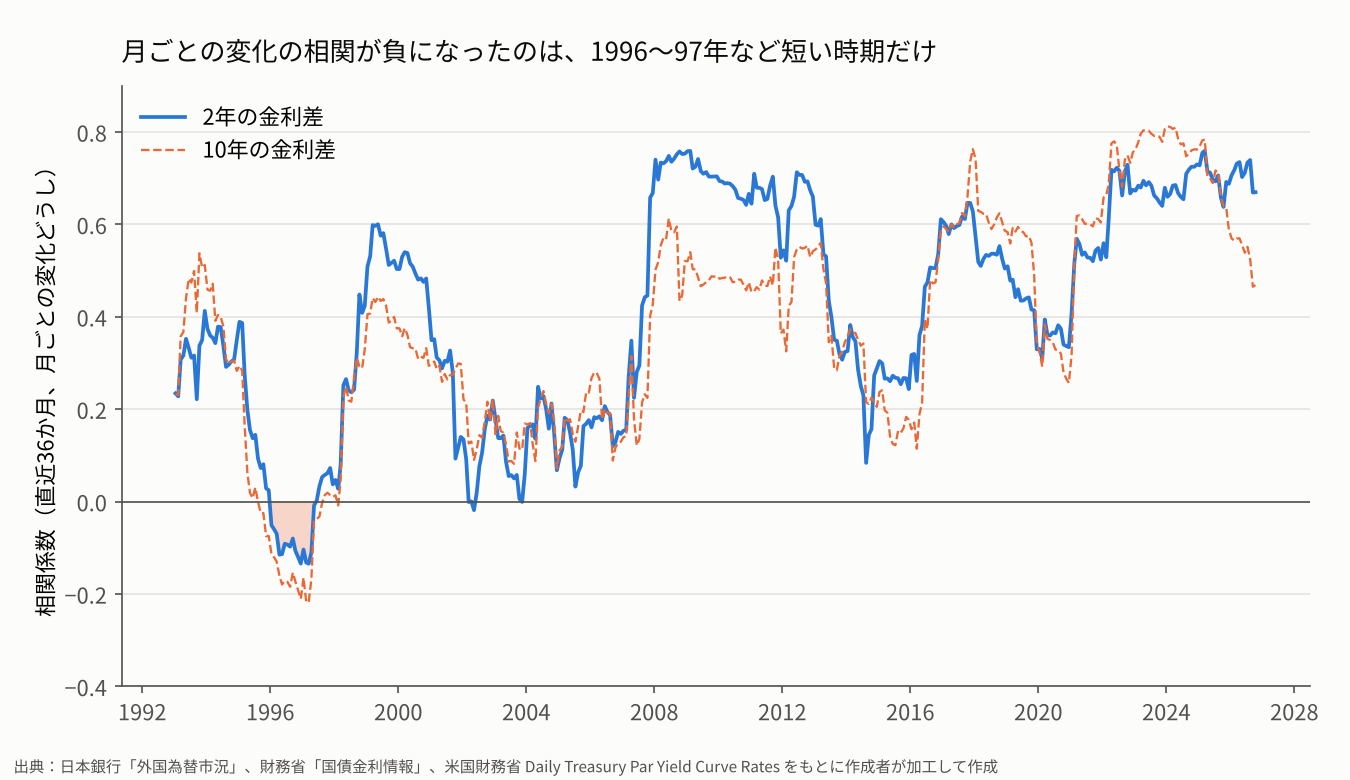 月ごとの変化の相関が負になったのは、1996〜97年など短い時期だけ
2年の金利差
10年の金利差
相関係数（直近36か月、月ごとの変化どうし）
0.8
0.6
0.4
0.2
0.0
−0.2
−0.4
1992 1996 2000 2004 2008 2012 2016 2020 2024 2028
出典：日本銀行「外国為替市況」、財務省「国債金利情報」、米国財務省 Daily Treasury Par Yield Curve Rates をもとに作成者が加工して作成